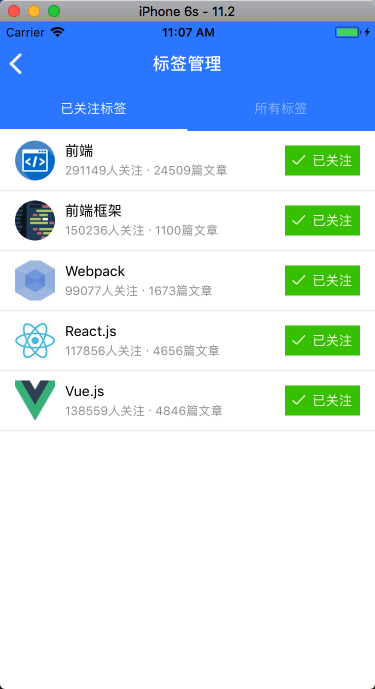 iPhone 6s - 11.2
Carrier 11:07 AM
标签管理
已关注标签 所有标签
前端
291149人关注 · 24509篇文章
已关注
前端框架
150236人关注 · 1100篇文章
已关注
Webpack
99077人关注 · 1673篇文章
已关注
React.js
117856人关注 · 4656篇文章
已关注
Vue.js
138559人关注 · 4846篇文章
已关注